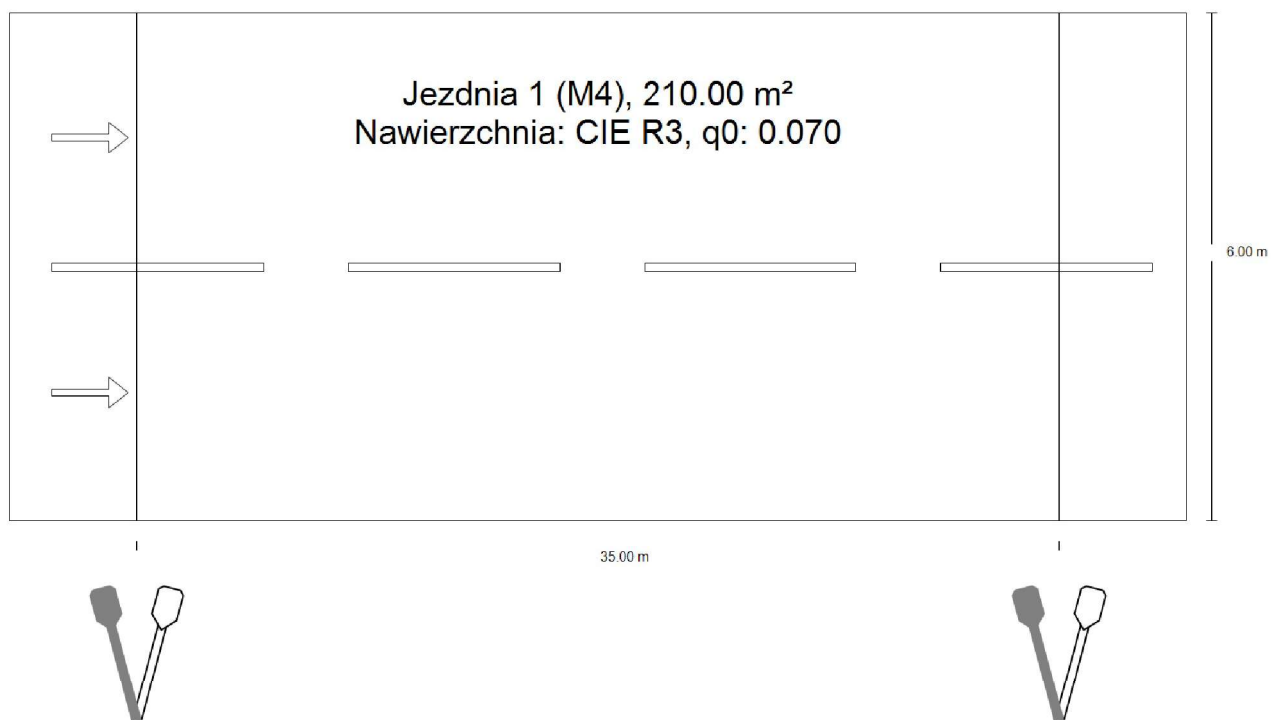 Jezdnia 1 (M4), 210.00 m²
Nawierzchnia: CIE R3, q0: 0.070
6.00 m
35.00 m